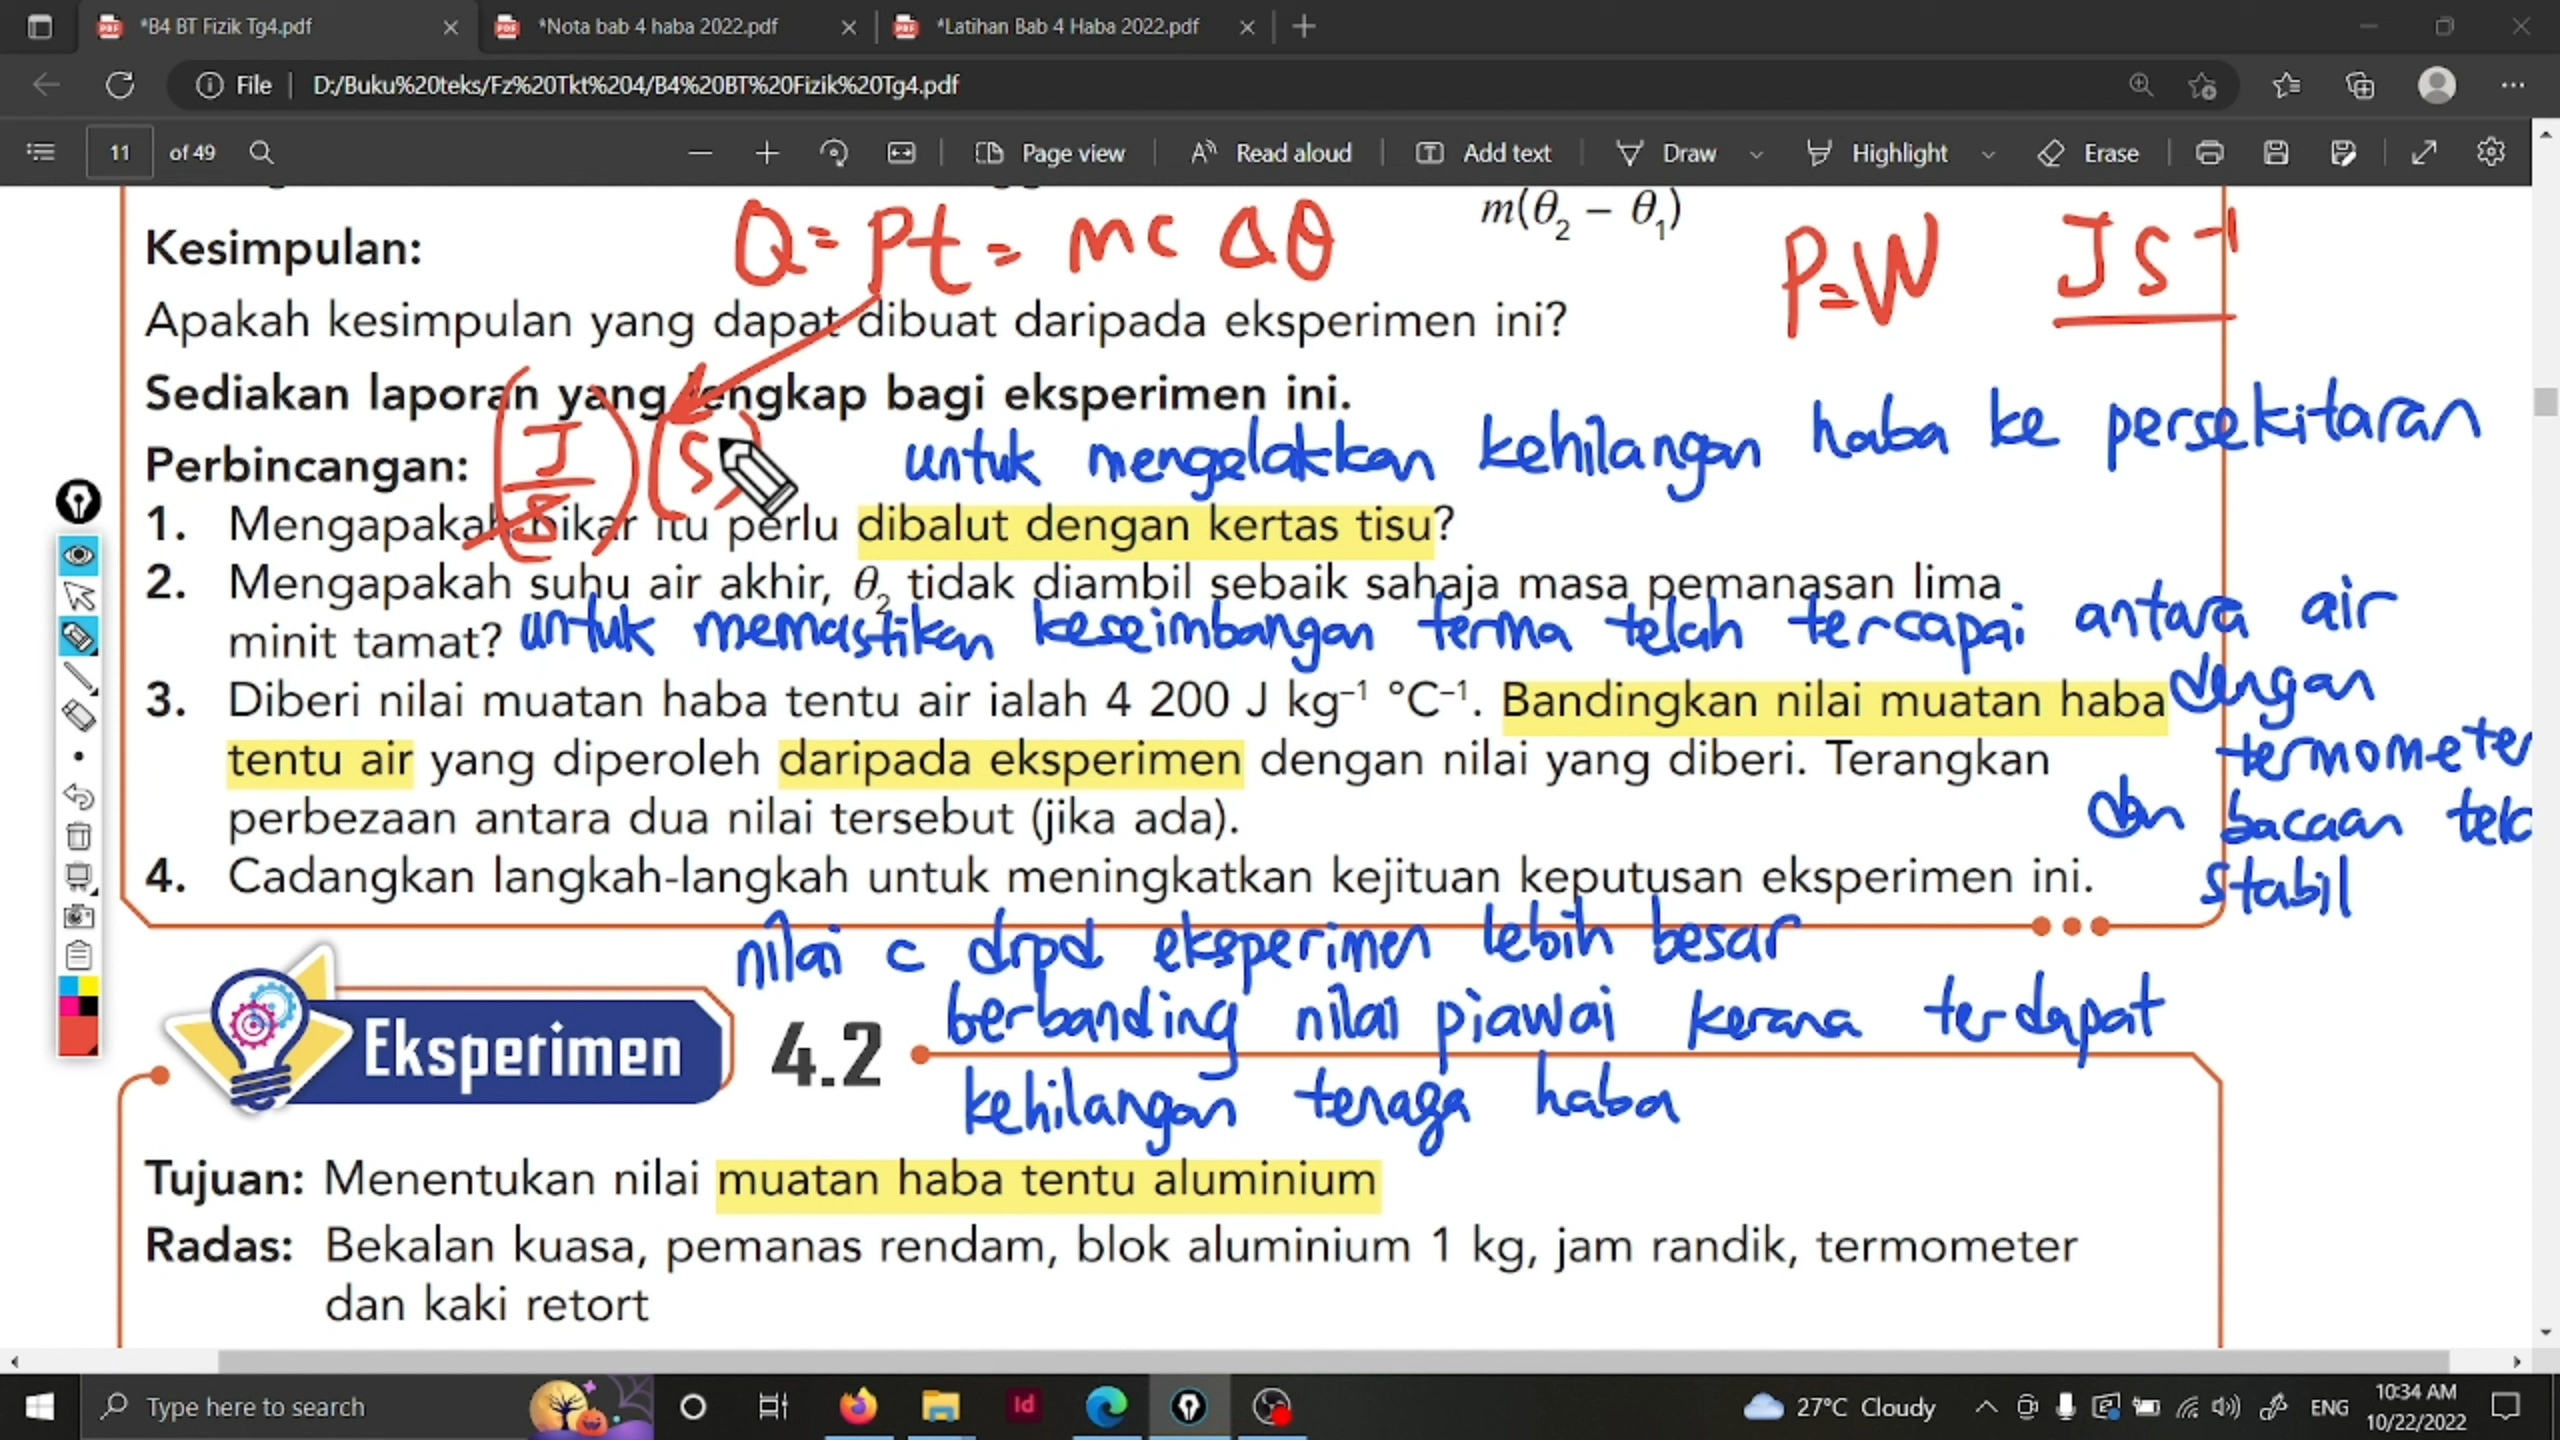 *B4 BT Fizik Tg4.pdf
*Nota bab 4 haba 2022.pdf
*Latihan Bab 4 Haba 2022.pdf
File | D:/Buku%20teks/Fz%20Tkt%204/B4%20BT%20Fizik%20Tg4.pdf
11 of 49 Page view Read aloud Add text Draw Highlight Erase
m(θ₂ – θ₁)
Q = Pt = mc Δθ
P = W J s⁻¹
Kesimpulan:
Apakah kesimpulan yang dapat dibuat daripada eksperimen ini?
Sediakan laporan yang lengkap bagi eksperimen ini.
(J/s)(s)
untuk mengelakkan kehilangan haba ke persekitaran
Perbincangan:
1. Mengapakah bikar itu perlu dibalut dengan kertas tisu?
2. Mengapakah suhu air akhir, θ₂ tidak diambil sebaik sahaja masa pemanasan lima
minit tamat? untuk memastikan keseimbangan terma telah tercapai antara air
dengan
termometer
dan bacaan
stabil
3. Diberi nilai muatan haba tentu air ialah 4 200 J kg⁻¹ °C⁻¹. Bandingkan nilai muatan haba
tentu air yang diperoleh daripada eksperimen dengan nilai yang diberi. Terangkan
perbezaan antara dua nilai tersebut (jika ada).
4. Cadangkan langkah-langkah untuk meningkatkan kejituan keputusan eksperimen ini.
nilai c drpd eksperimen lebih besar
berbanding nilai piawai kerana terdapat
kehilangan tenaga haba
Eksperimen 4.2
Tujuan: Menentukan nilai muatan haba tentu aluminium
Radas: Bekalan kuasa, pemanas rendam, blok aluminium 1 kg, jam randik, termometer
dan kaki retort
Type here to search
Id
27°C Cloudy
ENG
10:34 AM
10/22/2022